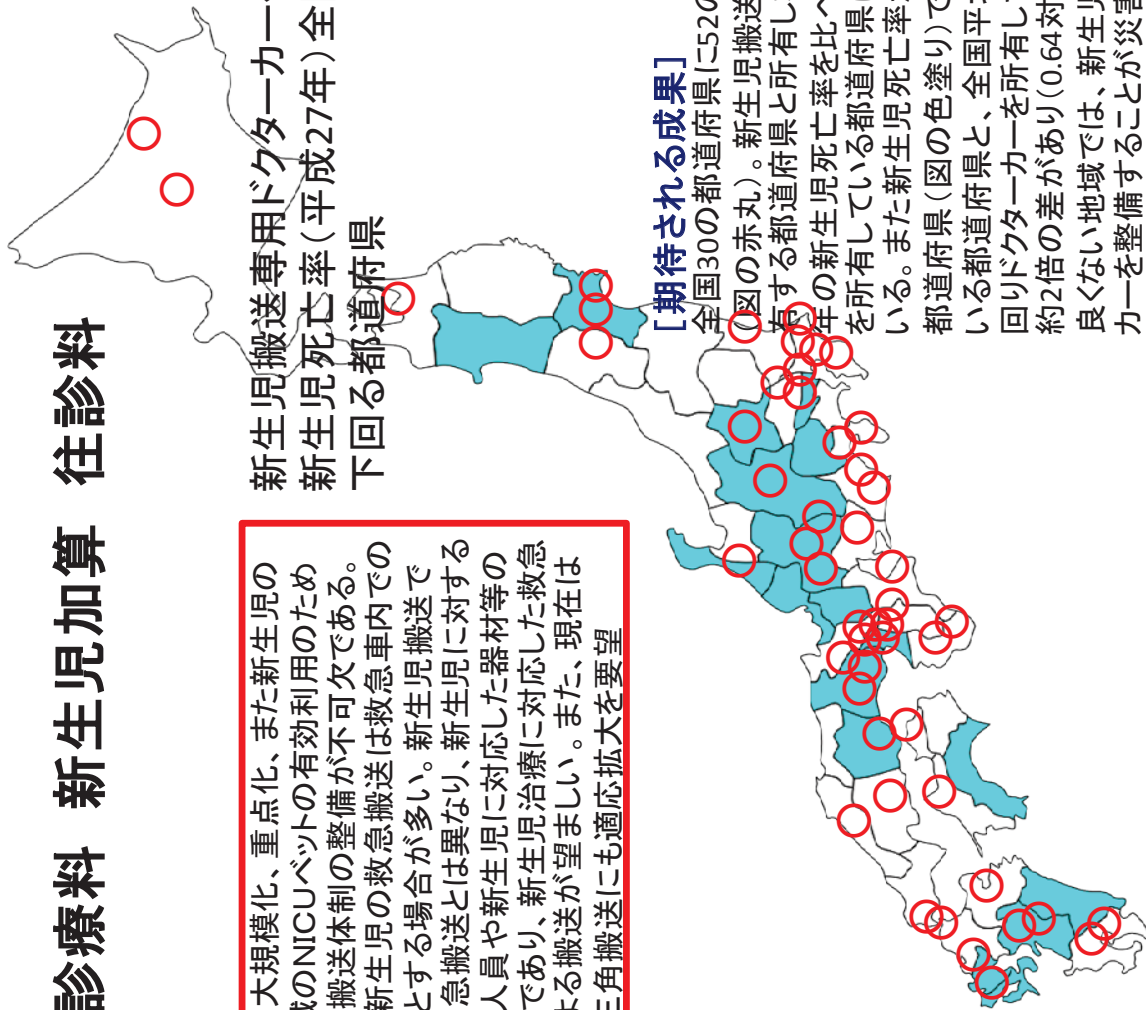 診療料 新生児加算 往診料
新生児搬送専用ドクターカー
新生児死亡率(平成27年)全
下回る都道府県
大規模化、重点化、また新生児の
域のNICUベットの有効利用のため
搬送体制の整備が不可欠である。
新生児の救急搬送は救急車内での
とする場合が多い。新生児搬送で
急搬送とは異なり、新生児に対する
人員や新生児に対応した器材等の
であり、新生児治療に対応した救急
よる搬送が望ましい。また、現在は
三角搬送にも適応拡大を要望
[期待される成果]
全国30の都道府県に52の
(図の赤丸)。新生児搬送
有する都道府県と所有し
年の新生児死亡率を比べ
を所有している都道府県
いる。また新生児死亡率
都道府県(図の色塗り)で
いる都道府県と、全国平
回りドクターカーを所有し
約2倍の差があり(0.64対
良くない地域では、新生児
カーを整備することが災害